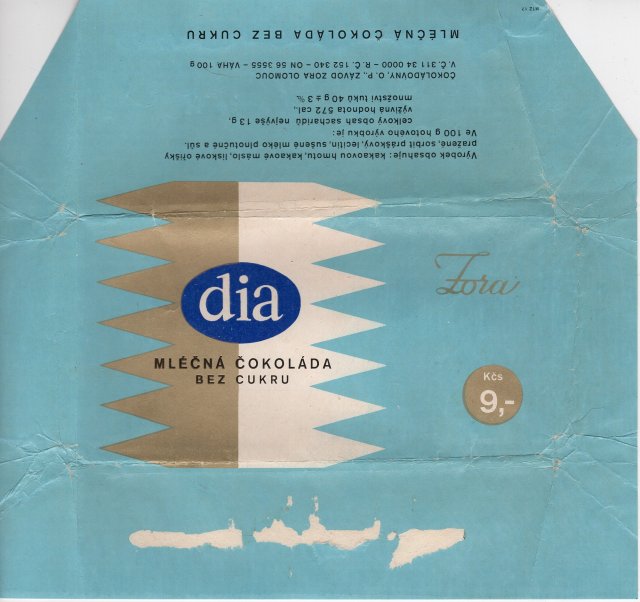 MLÉČNÁ ČOKOLÁDA BEZ CUKRU
V. Č. 311 34 0000 – R. Č. 152 340 – ON 56 3555 – VÁHA 100 g
ČOKOLÁDOVNY, O. P., ZÁVOD ZORA OLOMOUC
množství tuků 40 g ± 3 %
výživná hodnota 572 cal.,
celkový obsah sacharidů nejvýše 13 g,
Ve 100 g hotového výrobku je:
pražené, sorbit práškový, lecitin, sušené mléko plnotučné a sůl.
Výrobek obsahuje: kakaovou hmotu, kakaové máslo, lískové oříšky
Zora
dia
MLÉČNÁ ČOKOLÁDA
BEZ CUKRU
Kčs
9,-